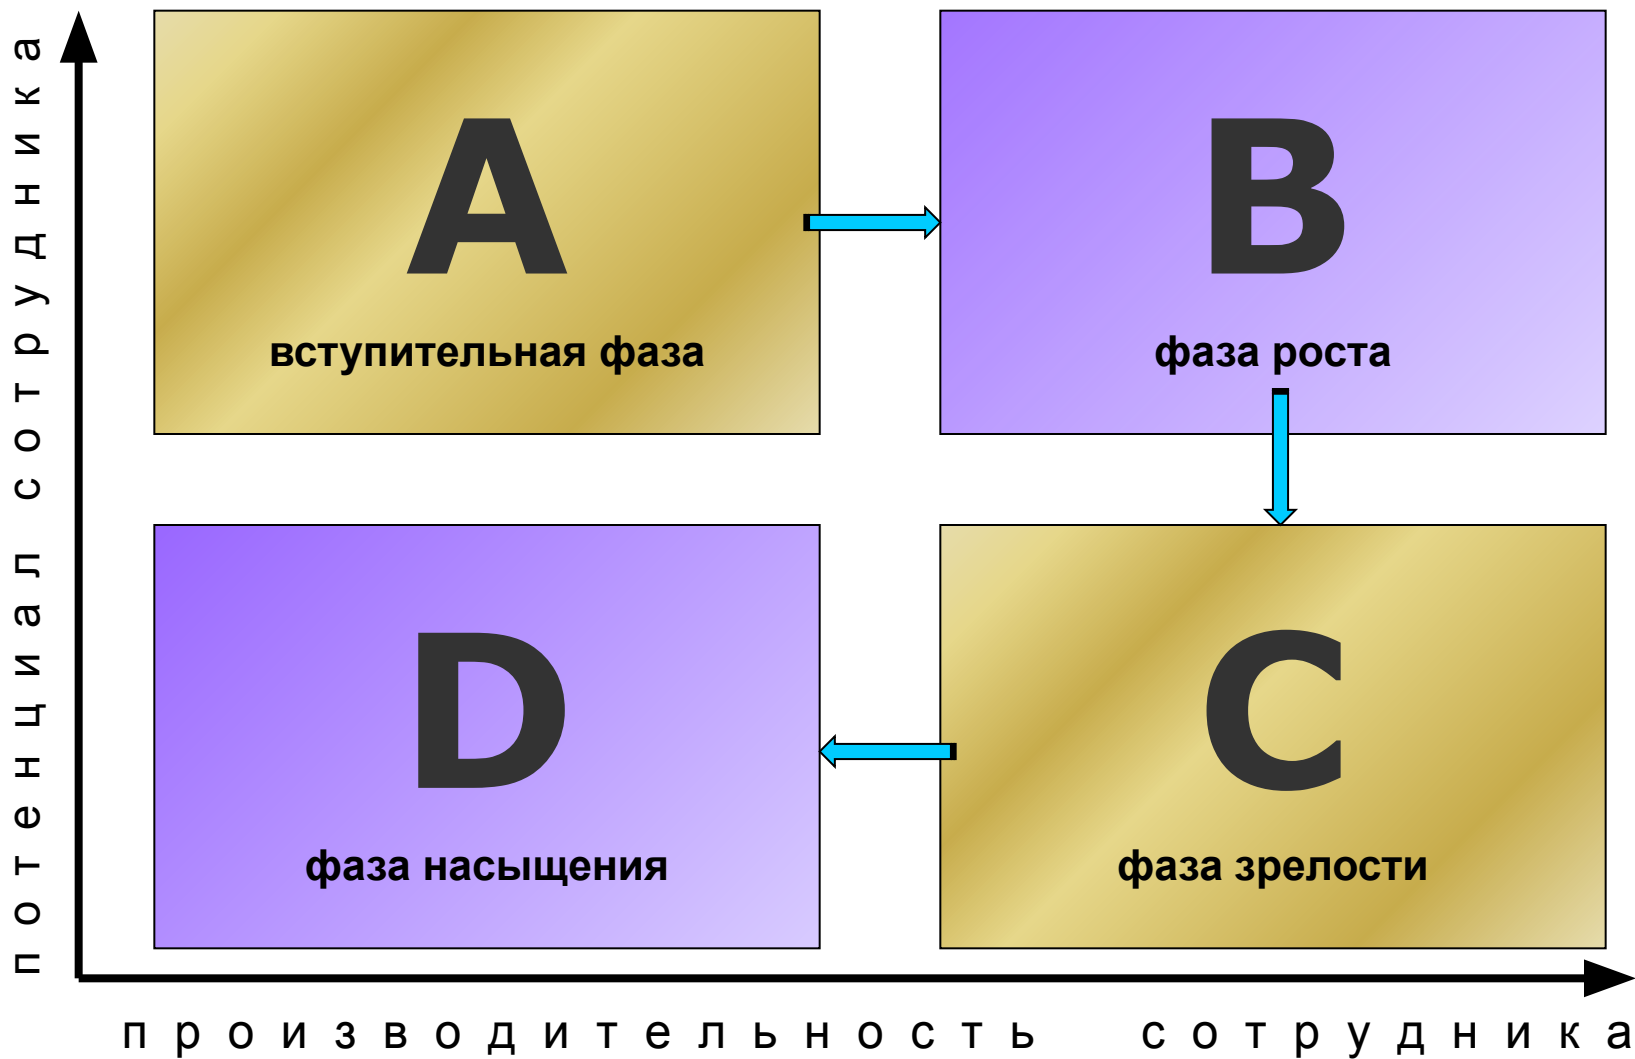 потенциал сотрудника
A
вступительная фаза
B
фаза роста
D
фаза насыщения
C
фаза зрелости
производительность сотрудника